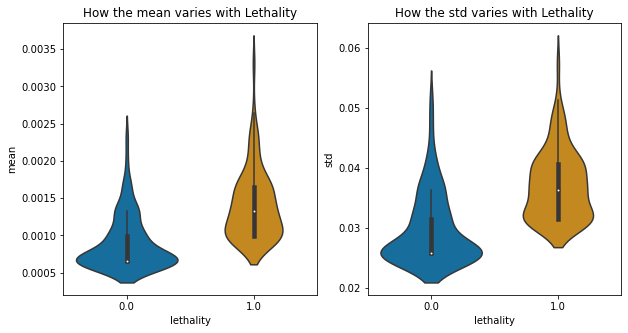 How the mean varies with Lethality
0.0035
0.0030
0.0025
0.0020
0.0015
0.0010
0.0005
mean
0.0
1.0
lethality
How the std varies with Lethality
0.06
0.05
0.04
0.03
0.02
std
0.0
1.0
lethality